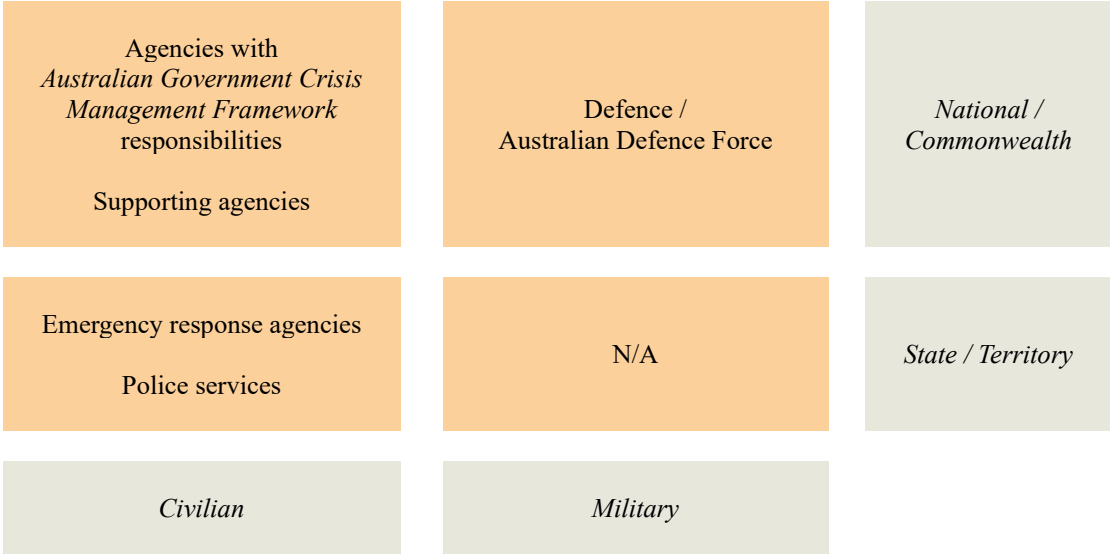 Agencies with
Australian Government Crisis
Management Framework
responsibilities
Supporting agencies
Defence /
Australian Defence Force
National /
Commonwealth
Emergency response agencies
Police services
N/A
State / Territory
Civilian
Military